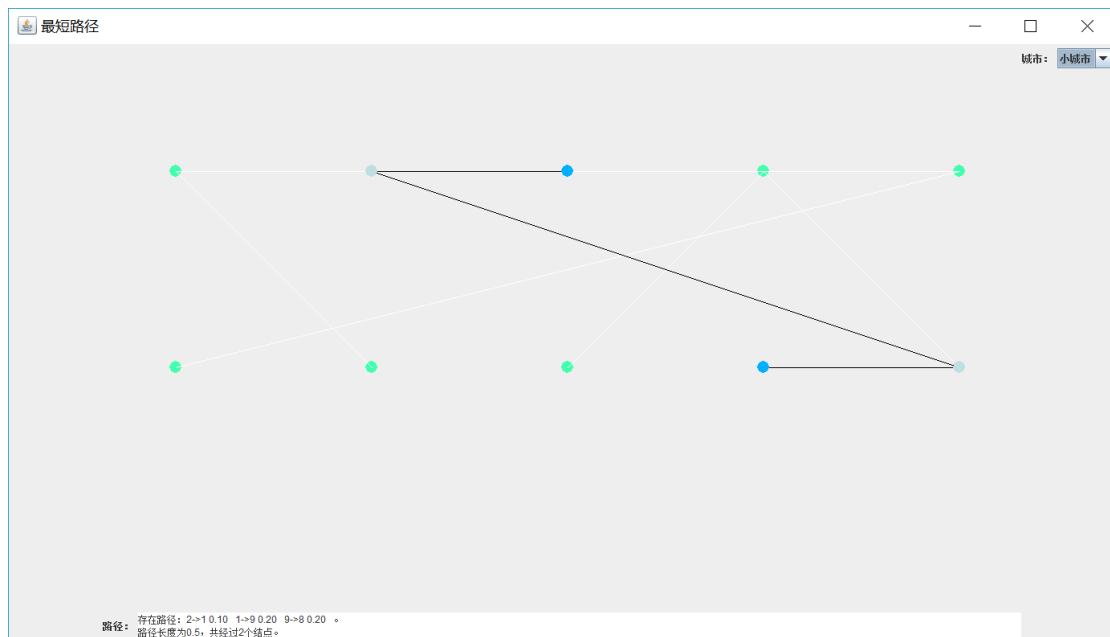 最短路径
城市： 小城市
路径： 存在路径：2->1 0.10 1->9 0.20 9->8 0.20 。
路径长度为0.5，共经过2个结点。